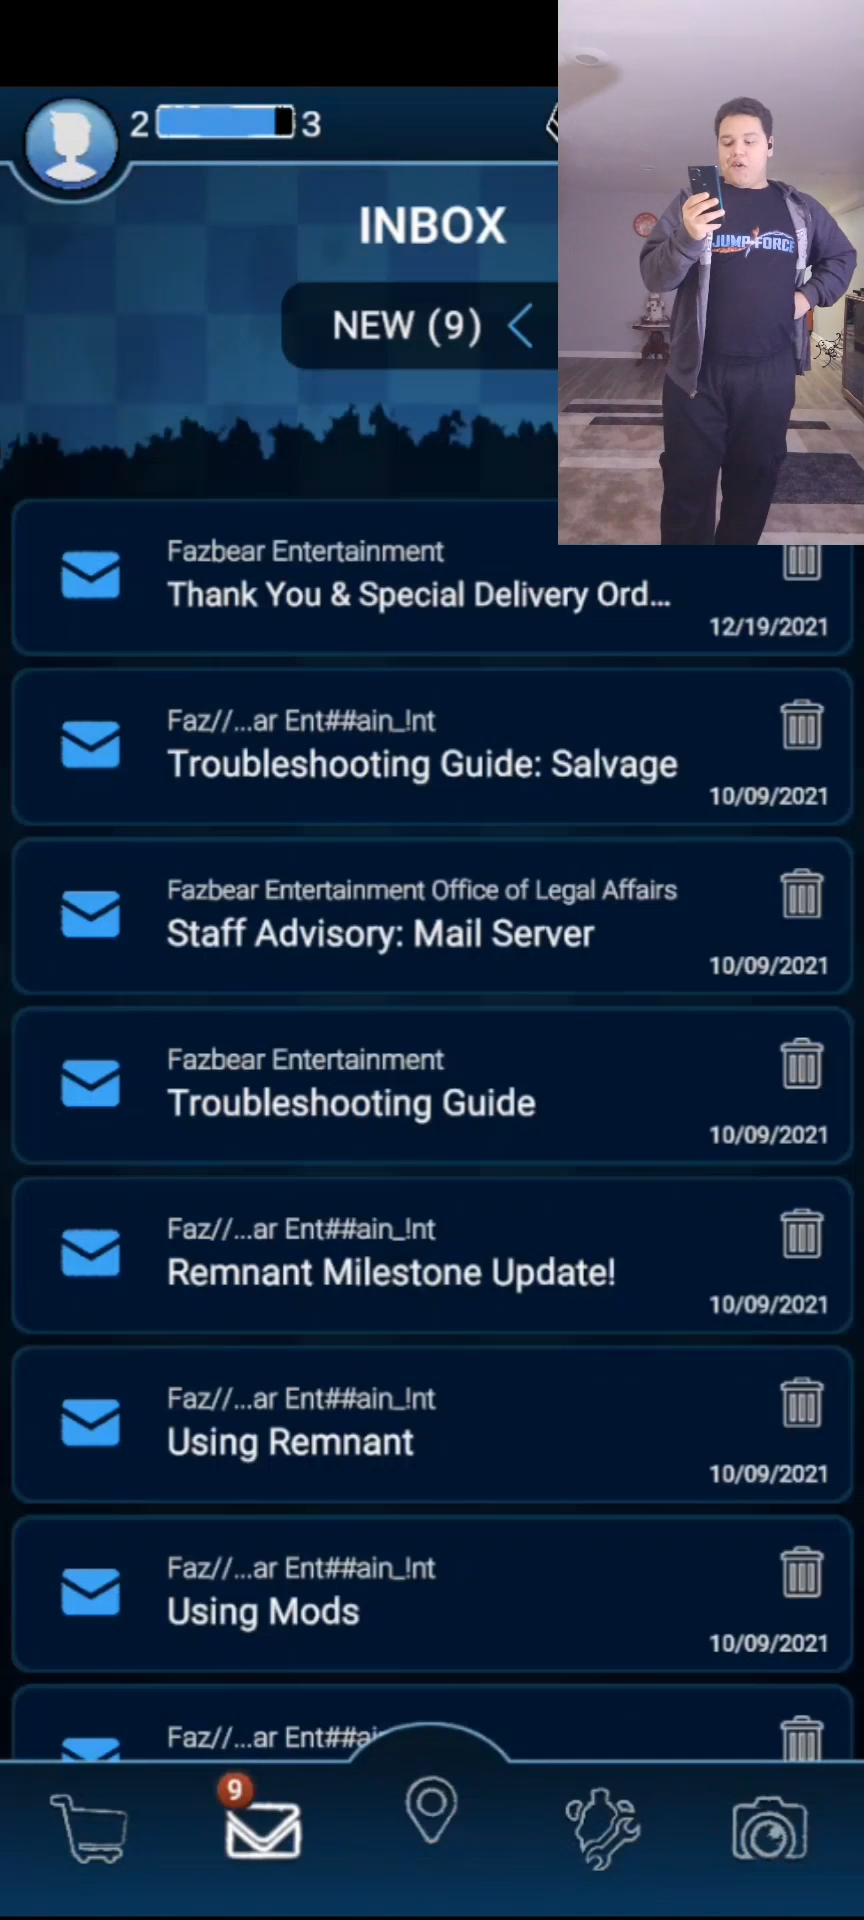 2 3
INBOX
NEW (9)
JUMP FORCE
Fazbear Entertainment
Thank You & Special Delivery Ord...
12/19/2021
Faz//...ar Ent##ain_!nt
Troubleshooting Guide: Salvage
10/09/2021
Fazbear Entertainment Office of Legal Affairs
Staff Advisory: Mail Server
10/09/2021
Fazbear Entertainment
Troubleshooting Guide
10/09/2021
Faz//...ar Ent##ain_!nt
Remnant Milestone Update!
10/09/2021
Faz//...ar Ent##ain_!nt
Using Remnant
10/09/2021
Faz//...ar Ent##ain_!nt
Using Mods
10/09/2021
Faz//...ar Ent##ai
9